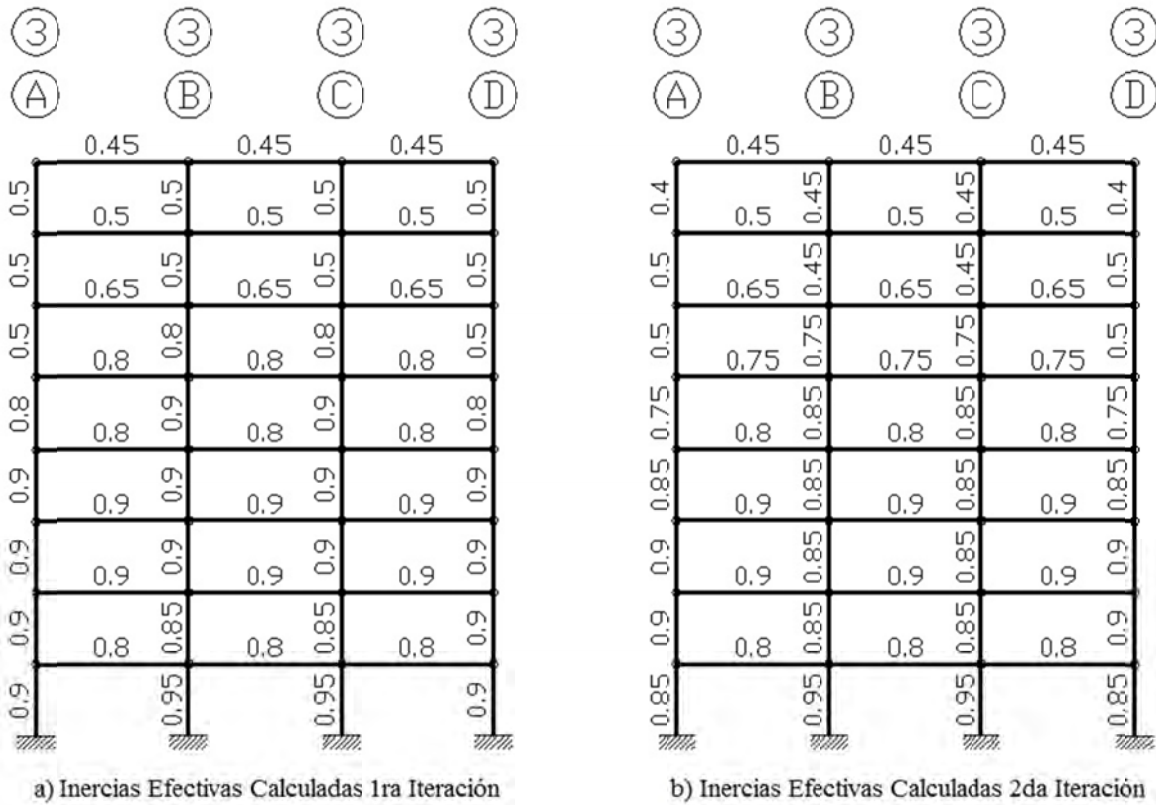 3 3 3 3
A B C D
0.45 0.45 0.45
0.5 0.5 0.5 0.5
0.5 0.5 0.5
0.5 0.5 0.5 0.5
0.65 0.65 0.65
0.5 0.8 0.8 0.5
0.8 0.8 0.8
0.8 0.9 0.9 0.8
0.8 0.8 0.8
0.9 0.9 0.9 0.9
0.9 0.9 0.9
0.9 0.9 0.9 0.9
0.9 0.9 0.9
0.9 0.85 0.85 0.9
0.8 0.8 0.8
0.9 0.95 0.95 0.9
a) Inercias Efectivas Calculadas 1ra Iteración
3 3 3 3
A B C D
0.45 0.45 0.45
0.4 0.45 0.45 0.4
0.5 0.5 0.5
0.5 0.45 0.45 0.5
0.65 0.65 0.65
0.5 0.75 0.75 0.5
0.75 0.75 0.75
0.75 0.85 0.85 0.75
0.8 0.8 0.8
0.85 0.85 0.85 0.85
0.9 0.9 0.9
0.9 0.85 0.85 0.9
0.9 0.9 0.9
0.9 0.85 0.85 0.9
0.8 0.8 0.8
0.85 0.95 0.95 0.85
b) Inercias Efectivas Calculadas 2da Iteración